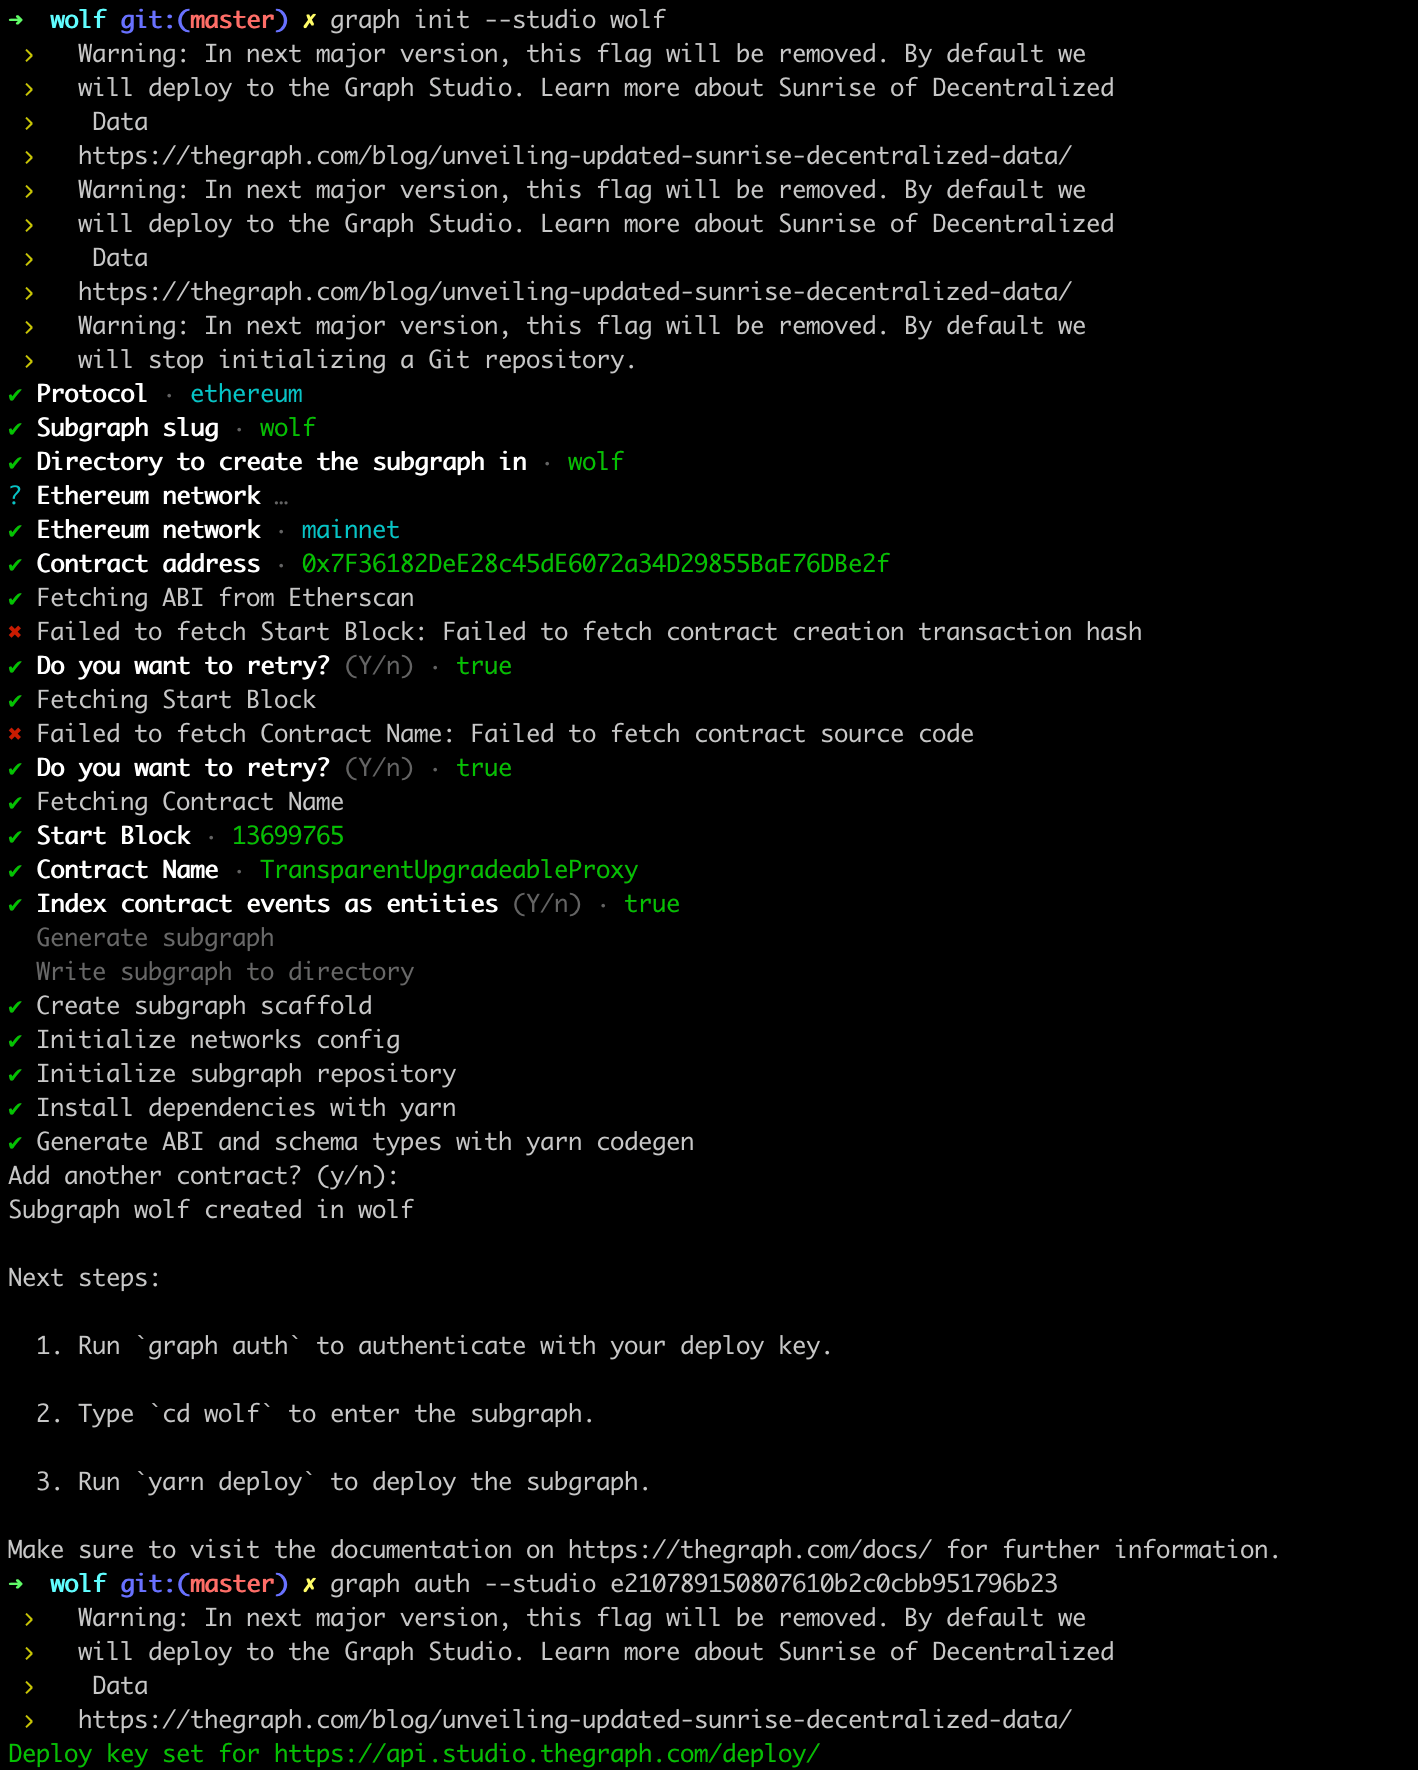 ➜  wolf git:(master) ✗ graph init --studio wolf
 ›   Warning: In next major version, this flag will be removed. By default we
 ›   will deploy to the Graph Studio. Learn more about Sunrise of Decentralized
 ›    Data
 ›   https://thegraph.com/blog/unveiling-updated-sunrise-decentralized-data/
 ›   Warning: In next major version, this flag will be removed. By default we
 ›   will deploy to the Graph Studio. Learn more about Sunrise of Decentralized
 ›    Data
 ›   https://thegraph.com/blog/unveiling-updated-sunrise-decentralized-data/
 ›   Warning: In next major version, this flag will be removed. By default we
 ›   will stop initializing a Git repository.
✔ Protocol · ethereum
✔ Subgraph slug · wolf
✔ Directory to create the subgraph in · wolf
? Ethereum network …
✔ Ethereum network · mainnet
✔ Contract address · 0x7F36182DeE28c45dE6072a34D29855BaE76DBe2f
✔ Fetching ABI from Etherscan
✖ Failed to fetch Start Block: Failed to fetch contract creation transaction hash
✔ Do you want to retry? (Y/n) · true
✔ Fetching Start Block
✖ Failed to fetch Contract Name: Failed to fetch contract source code
✔ Do you want to retry? (Y/n) · true
✔ Fetching Contract Name
✔ Start Block · 13699765
✔ Contract Name · TransparentUpgradeableProxy
✔ Index contract events as entities (Y/n) · true
  Generate subgraph
  Write subgraph to directory
✔ Create subgraph scaffold
✔ Initialize networks config
✔ Initialize subgraph repository
✔ Install dependencies with yarn
✔ Generate ABI and schema types with yarn codegen
Add another contract? (y/n):
Subgraph wolf created in wolf

Next steps:

  1. Run `graph auth` to authenticate with your deploy key.

  2. Type `cd wolf` to enter the subgraph.

  3. Run `yarn deploy` to deploy the subgraph.

Make sure to visit the documentation on https://thegraph.com/docs/ for further information.
➜  wolf git:(master) ✗ graph auth --studio e210789150807610b2c0cbb951796b23
 ›   Warning: In next major version, this flag will be removed. By default we
 ›   will deploy to the Graph Studio. Learn more about Sunrise of Decentralized
 ›    Data
 ›   https://thegraph.com/blog/unveiling-updated-sunrise-decentralized-data/
Deploy key set for https://api.studio.thegraph.com/deploy/